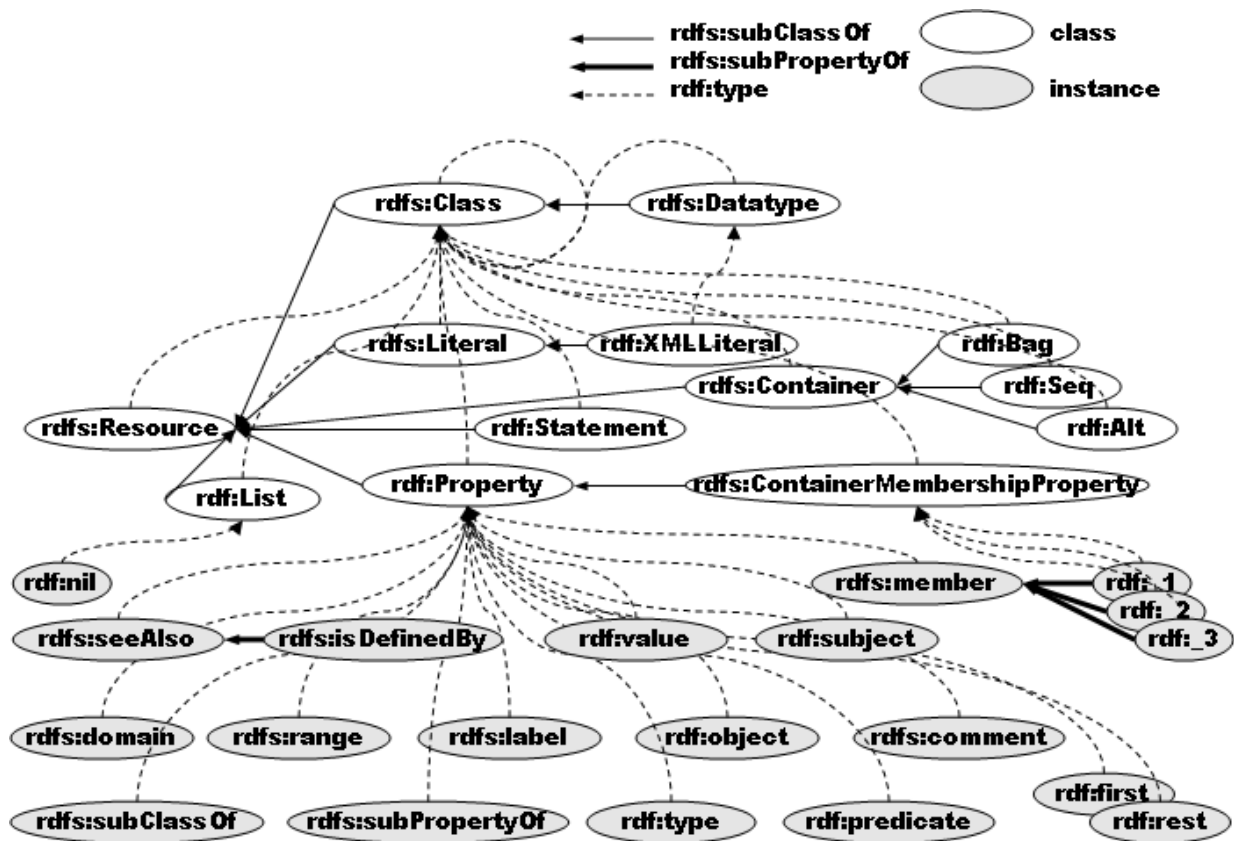 rdfs:subClassOf
class
rdfs:subPropertyOf
rdf:type
instance
rdfs:Class
rdfs:Datatype
rdfs:Literal
rdf:XMLLiteral
rdf:Bag
rdfs:Container
rdf:Seq
rdfs:Resource
rdf:Statement
rdf:Alt
rdf:List
rdf:Property
rdfs:ContainerMembershipProperty
rdf:nil
rdfs:member
rdf:_1
rdf:_2
rdfs:seeAlso
rdfs:isDefinedBy
rdf:value
rdf:subject
rdf:_3
rdfs:domain
rdfs:range
rdfs:label
rdf:object
rdfs:comment
rdf:first
rdfs:subClassOf
rdfs:subPropertyOf
rdf:type
rdf:predicate
rdf:rest